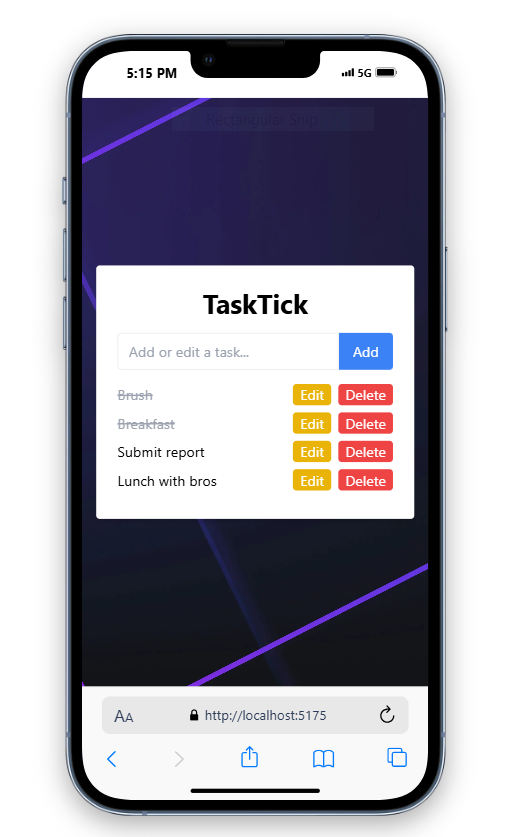 5:15 PM 5G
Rectangular Snip
TaskTick
Add or edit a task... Add
Brush Edit Delete
Breakfast Edit Delete
Submit report Edit Delete
Lunch with bros Edit Delete
AA http://localhost:5175